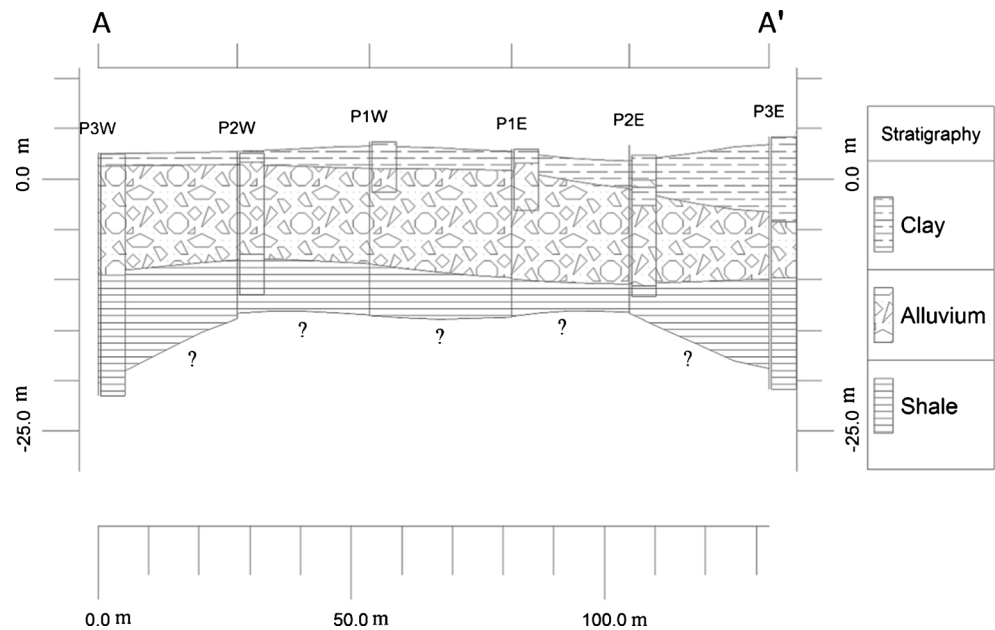 A
A'
P3W
P2W
P1W
P1E
P2E
P3E
0.0 m
0.0 m
-25.0 m
-25.0 m
?
?
?
?
?
Stratigraphy
Clay
Alluvium
Shale
0.0 m
50.0 m
100.0 m